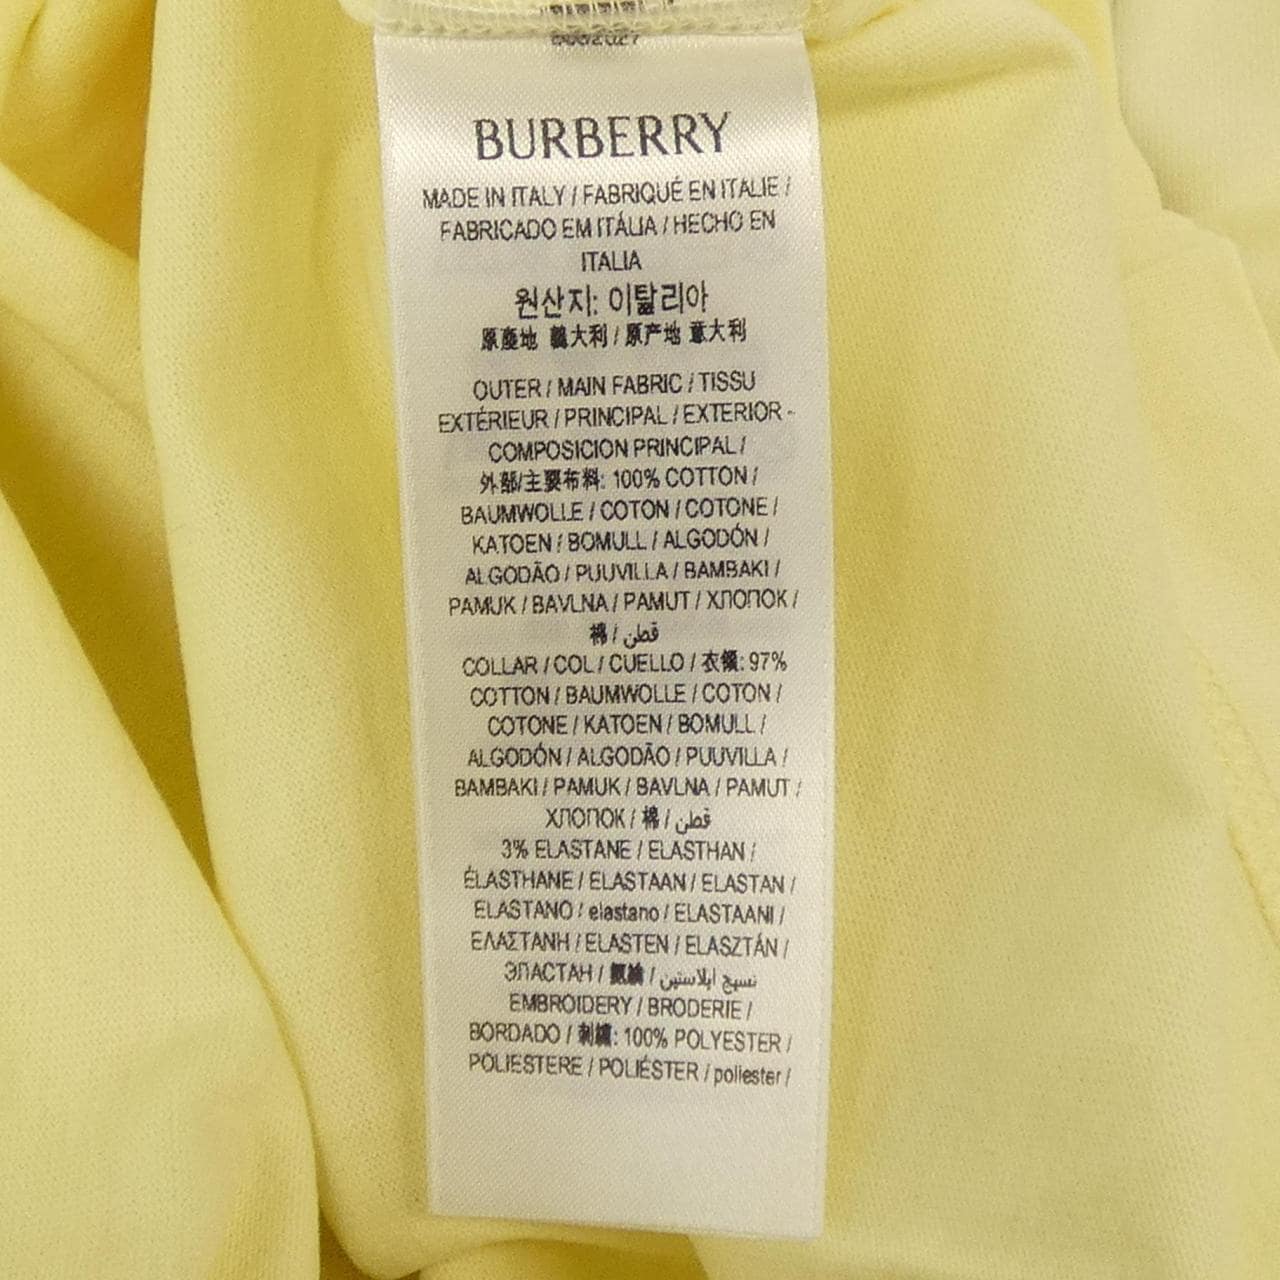 BURBERRY
MADE IN ITALY / FABRIQUÉ EN ITALIE /
FABRICADO EM ITÁLIA / HECHO EN
ITALIA
원산지: 이탈리아
原產地 義大利 / 原产地 意大利
OUTER / MAIN FABRIC / TISSU
EXTÉRIEUR / PRINCIPAL / EXTERIOR -
COMPOSICION PRINCIPAL /
外部/主要布料: 100% COTTON /
BAUMWOLLE / COTON / COTONE /
KATOEN / BOMULL / ALGODÓN /
ALGODÃO / PUUVILLA / BAMBAKI /
PAMUK / BAVLNA / PAMUT / ХЛОПОК /
棉 / قطن
COLLAR / COL / CUELLO / 衣領: 97%
COTTON / BAUMWOLLE / COTON /
COTONE / KATOEN / BOMULL /
ALGODÓN / ALGODÃO / PUUVILLA /
BAMBAKI / PAMUK / BAVLNA / PAMUT /
ХЛОПОК / 棉 / قطن
3% ELASTANE / ELASTHAN /
ÉLASTHANE / ELASTAAN / ELASTAN /
ELASTANO / elastano / ELASTAANI /
ΕΛΑΣΤΑΝΗ / ELASTEN / ELASZTÁN /
ЭЛАСТАН / 氨綸 / نسيج ايلاستين
EMBROIDERY / BRODERIE /
BORDADO / 刺繡: 100% POLYESTER /
POLIESTERE / POLIÉSTER / poliester /